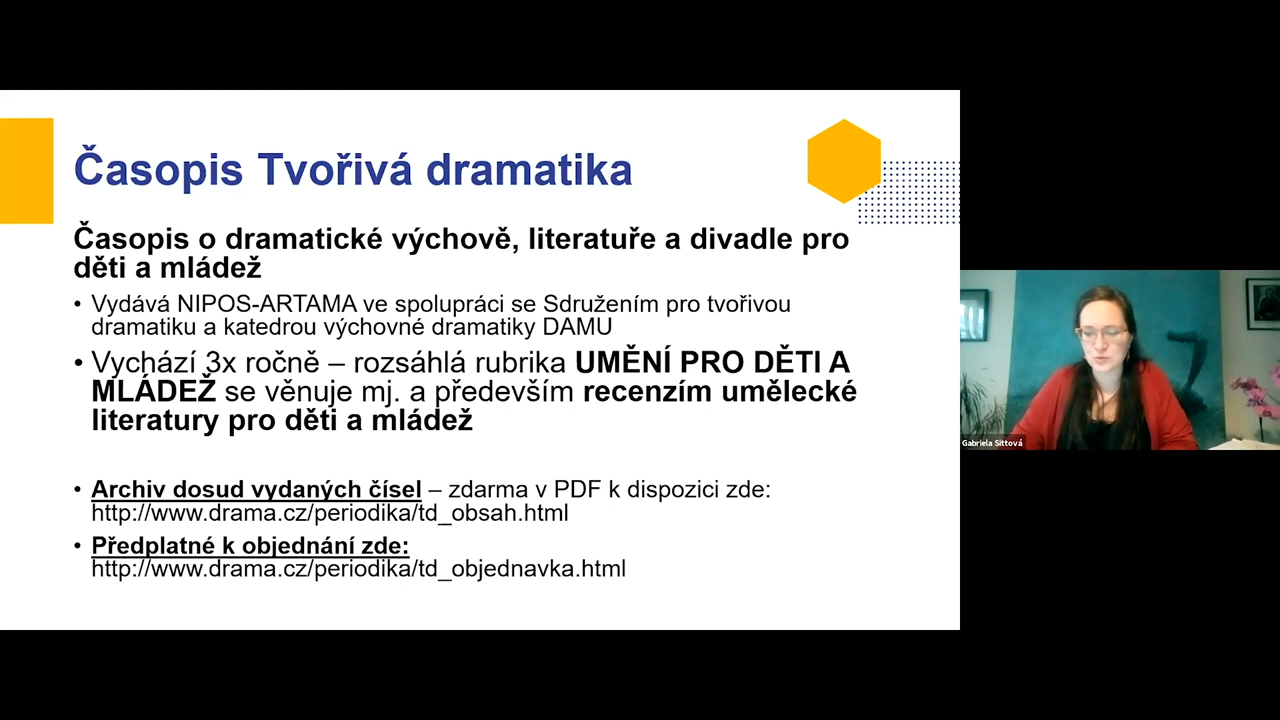 Časopis Tvořivá dramatika
Časopis o dramatické výchově, literatuře a divadle pro
děti a mládež
• Vydává NIPOS-ARTAMA ve spolupráci se Sdružením pro tvořivou
dramatiku a katedrou výchovné dramatiky DAMU
• Vychází 3x ročně – rozsáhlá rubrika UMĚNÍ PRO DĚTI A
MLÁDEŽ se věnuje mj. a především recenzím umělecké
literatury pro děti a mládež
• Archiv dosud vydaných čísel – zdarma v PDF k dispozici zde:
http://www.drama.cz/periodika/td_obsah.html
• Předplatné k objednání zde:
http://www.drama.cz/periodika/td_objednavka.html
Gabriela Sittová